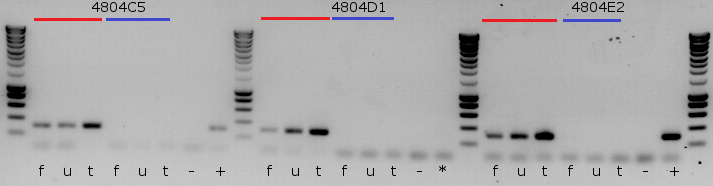 4804C5 4804D1 4804E2
f u t f u t - + f u t f u t - * f u t f u t - +